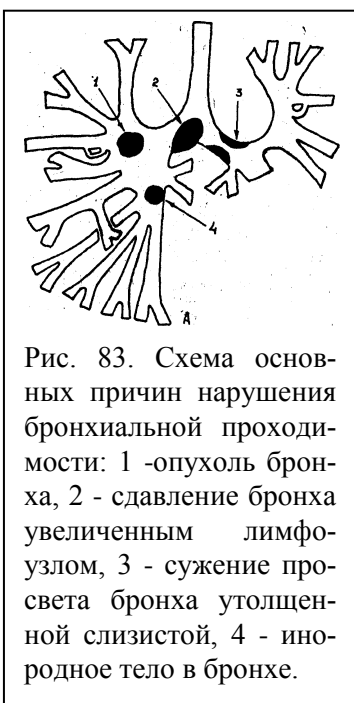 1
2
3
4
A
Рис. 83. Схема основ-
ных причин нарушения
бронхиальной проходи-
мости: 1 -опухоль брон-
ха, 2 - сдавление бронха
увеличенным лимфо-
узлом, 3 - сужение про-
света бронха утолщен-
ной слизистой, 4 - ино-
родное тело в бронхе.